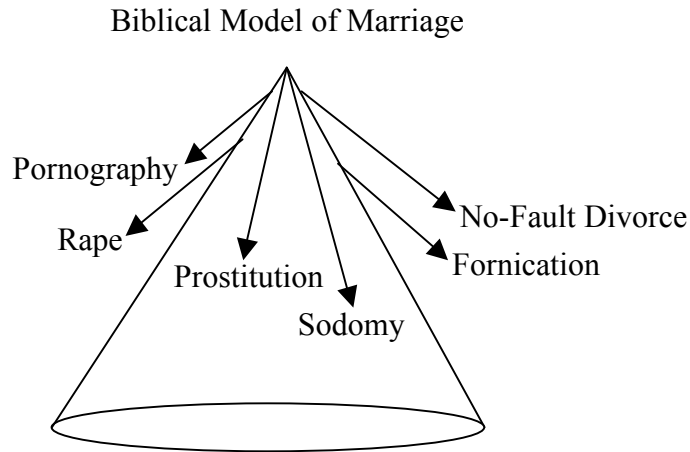 Biblical Model of Marriage
Pornography
No-Fault Divorce
Rape
Fornication
Prostitution
Sodomy